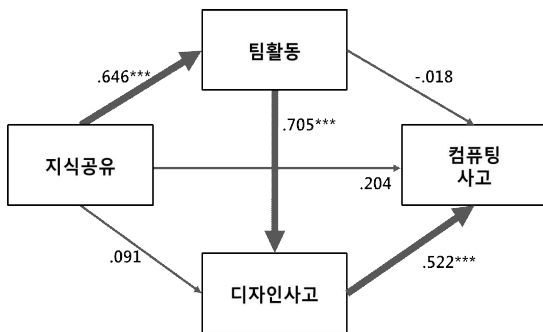 팀활동
.646***
-.018
.705***
지식공유
컴퓨팅
사고
.204
.091
디자인사고
.522***